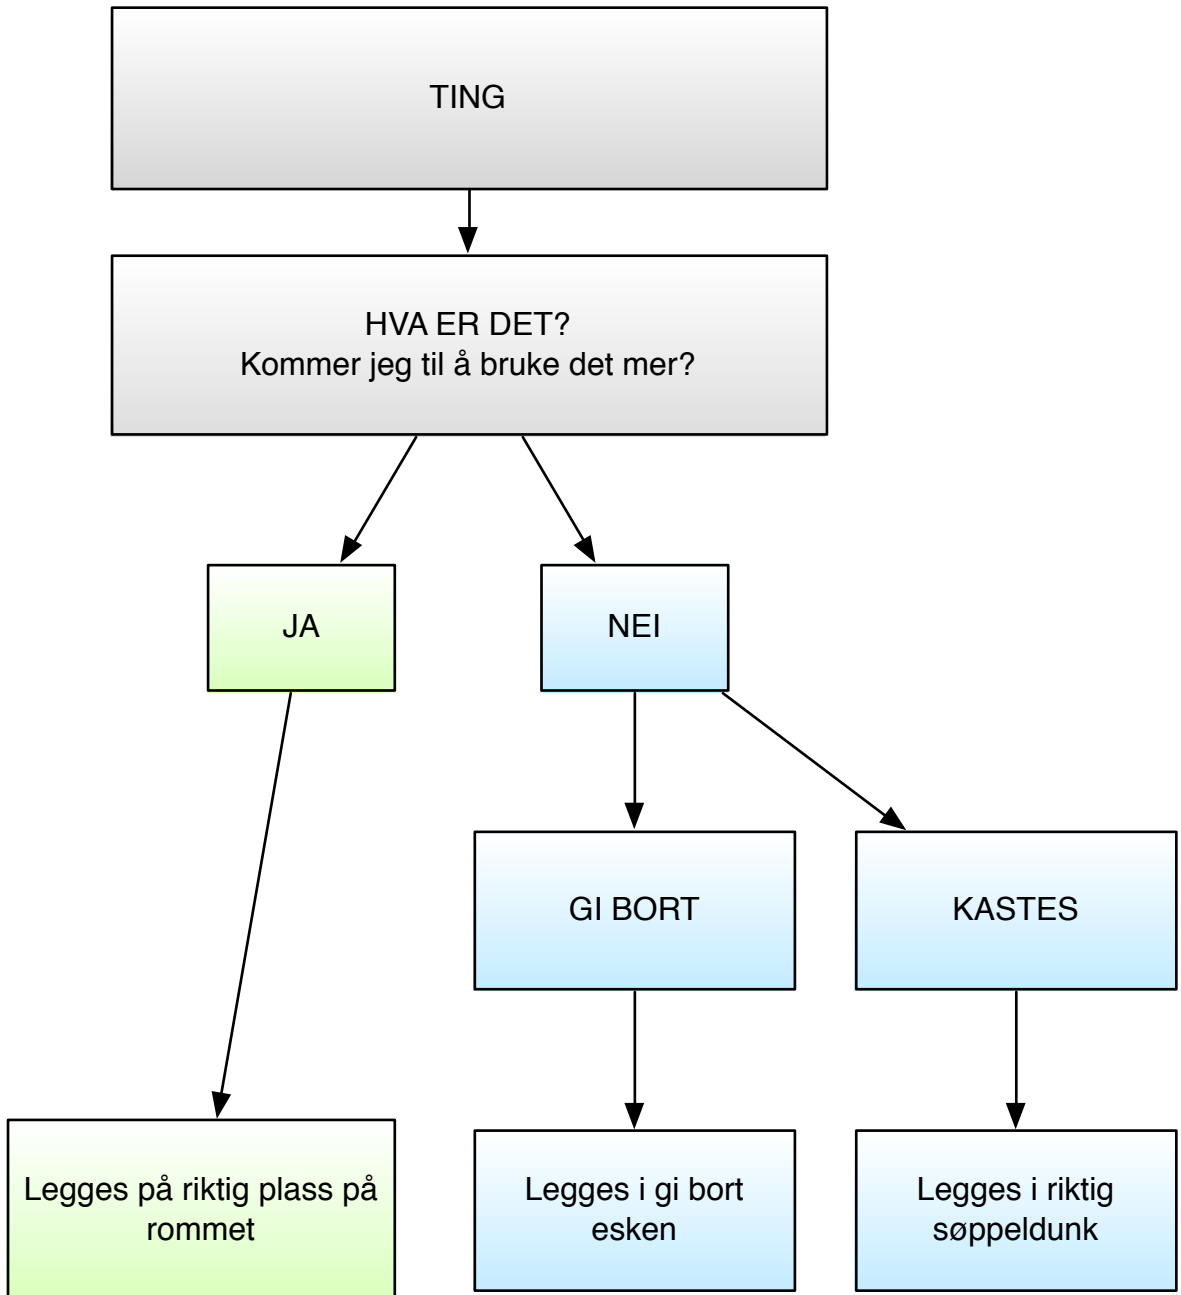 TING
HVA ER DET?
Kommer jeg til å bruke det mer?
JA
NEI
GI BORT
KASTES
Legges på riktig plass på
rommet
Legges i gi bort
esken
Legges i riktig
søppeldunk